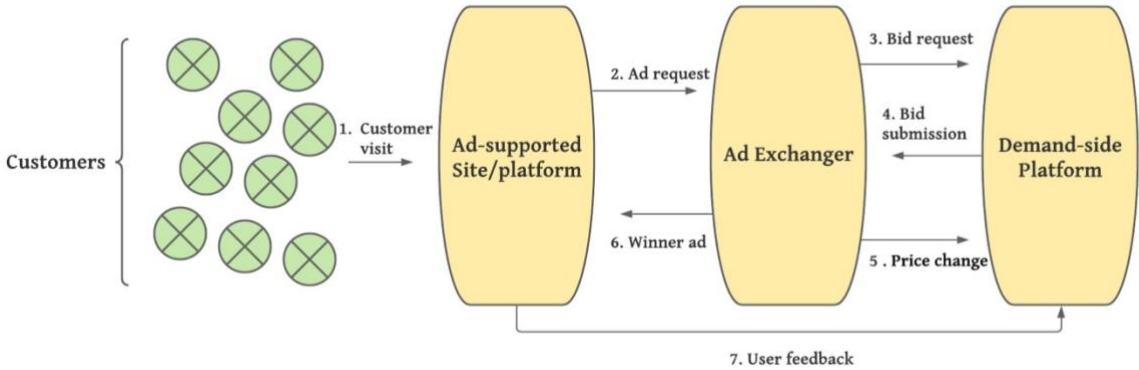 Customers
1. Customer
visit
Ad-supported
Site/platform
2. Ad request
6. Winner ad
Ad Exchanger
3. Bid request
4. Bid
submission
5 . Price change
Demand-side
Platform
7. User feedback